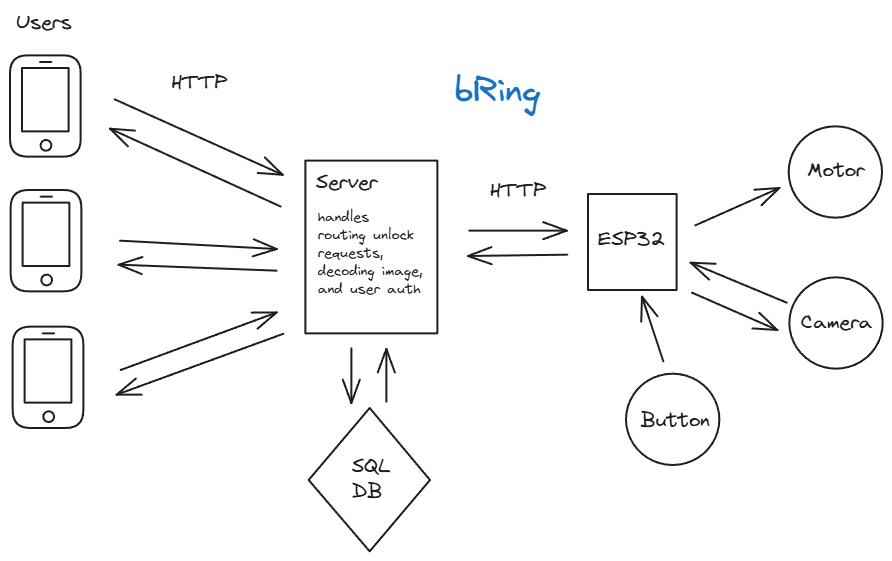 Users
HTTP
bRing
Server
handles
routing unlock
requests,
decoding image,
and user auth
HTTP
ESP32
Motor
Camera
Button
SQL
DB